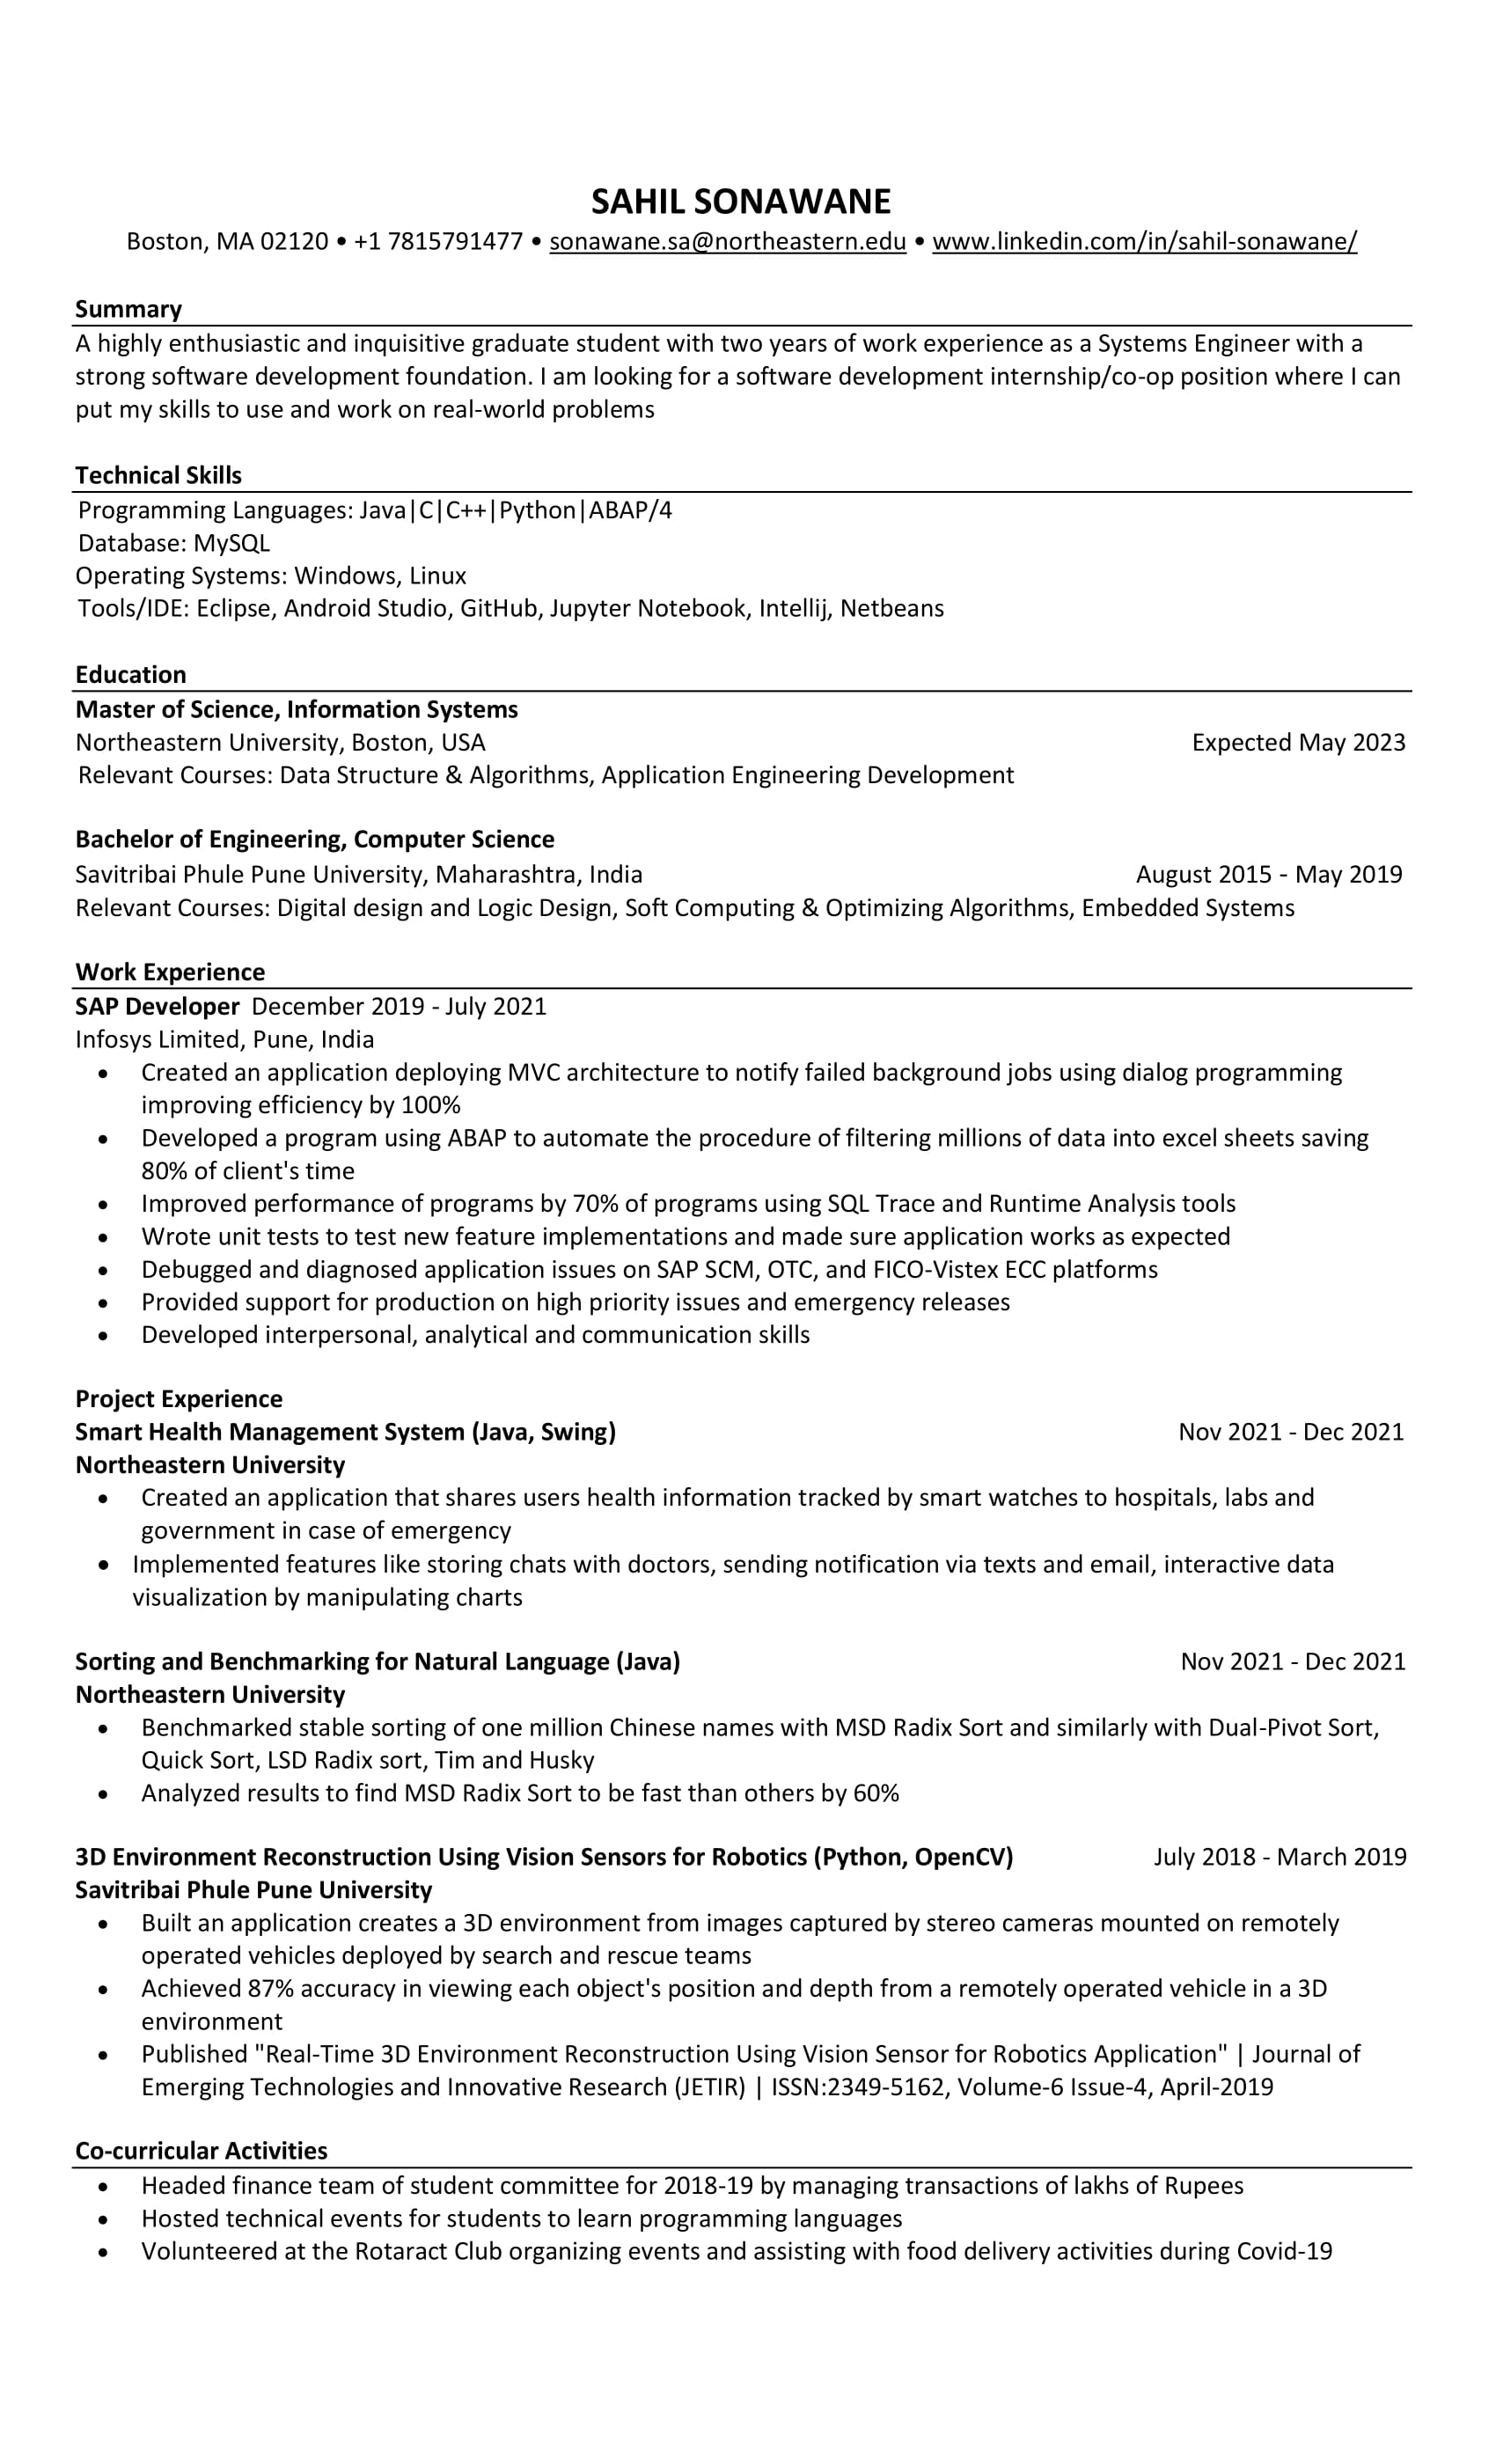 SAHIL SONAWANE
Boston, MA 02120 • +1 7815791477 • sonawane.sa@northeastern.edu • www.linkedin.com/in/sahil-sonawane/
Summary
A highly enthusiastic and inquisitive graduate student with two years of work experience as a Systems Engineer with a
strong software development foundation. I am looking for a software development internship/co-op position where I can
put my skills to use and work on real-world problems
Technical Skills
Programming Languages: Java|C|C++|Python|ABAP/4
Database: MySQL
Operating Systems: Windows, Linux
Tools/IDE: Eclipse, Android Studio, GitHub, Jupyter Notebook, Intellij, Netbeans
Education
Master of Science, Information Systems
Northeastern University, Boston, USA Expected May 2023
Relevant Courses: Data Structure & Algorithms, Application Engineering Development
Bachelor of Engineering, Computer Science
Savitribai Phule Pune University, Maharashtra, India August 2015 - May 2019
Relevant Courses: Digital design and Logic Design, Soft Computing & Optimizing Algorithms, Embedded Systems
Work Experience
SAP Developer December 2019 - July 2021
Infosys Limited, Pune, India
• Created an application deploying MVC architecture to notify failed background jobs using dialog programming
improving efficiency by 100%
• Developed a program using ABAP to automate the procedure of filtering millions of data into excel sheets saving
80% of client's time
• Improved performance of programs by 70% of programs using SQL Trace and Runtime Analysis tools
• Wrote unit tests to test new feature implementations and made sure application works as expected
• Debugged and diagnosed application issues on SAP SCM, OTC, and FICO-Vistex ECC platforms
• Provided support for production on high priority issues and emergency releases
• Developed interpersonal, analytical and communication skills
Project Experience
Smart Health Management System (Java, Swing) Nov 2021 - Dec 2021
Northeastern University
• Created an application that shares users health information tracked by smart watches to hospitals, labs and
government in case of emergency
• Implemented features like storing chats with doctors, sending notification via texts and email, interactive data
visualization by manipulating charts
Sorting and Benchmarking for Natural Language (Java) Nov 2021 - Dec 2021
Northeastern University
• Benchmarked stable sorting of one million Chinese names with MSD Radix Sort and similarly with Dual-Pivot Sort,
Quick Sort, LSD Radix sort, Tim and Husky
• Analyzed results to find MSD Radix Sort to be fast than others by 60%
3D Environment Reconstruction Using Vision Sensors for Robotics (Python, OpenCV) July 2018 - March 2019
Savitribai Phule Pune University
• Built an application creates a 3D environment from images captured by stereo cameras mounted on remotely
operated vehicles deployed by search and rescue teams
• Achieved 87% accuracy in viewing each object's position and depth from a remotely operated vehicle in a 3D
environment
• Published "Real-Time 3D Environment Reconstruction Using Vision Sensor for Robotics Application" | Journal of
Emerging Technologies and Innovative Research (JETIR) | ISSN:2349-5162, Volume-6 Issue-4, April-2019
Co-curricular Activities
• Headed finance team of student committee for 2018-19 by managing transactions of lakhs of Rupees
• Hosted technical events for students to learn programming languages
• Volunteered at the Rotaract Club organizing events and assisting with food delivery activities during Covid-19